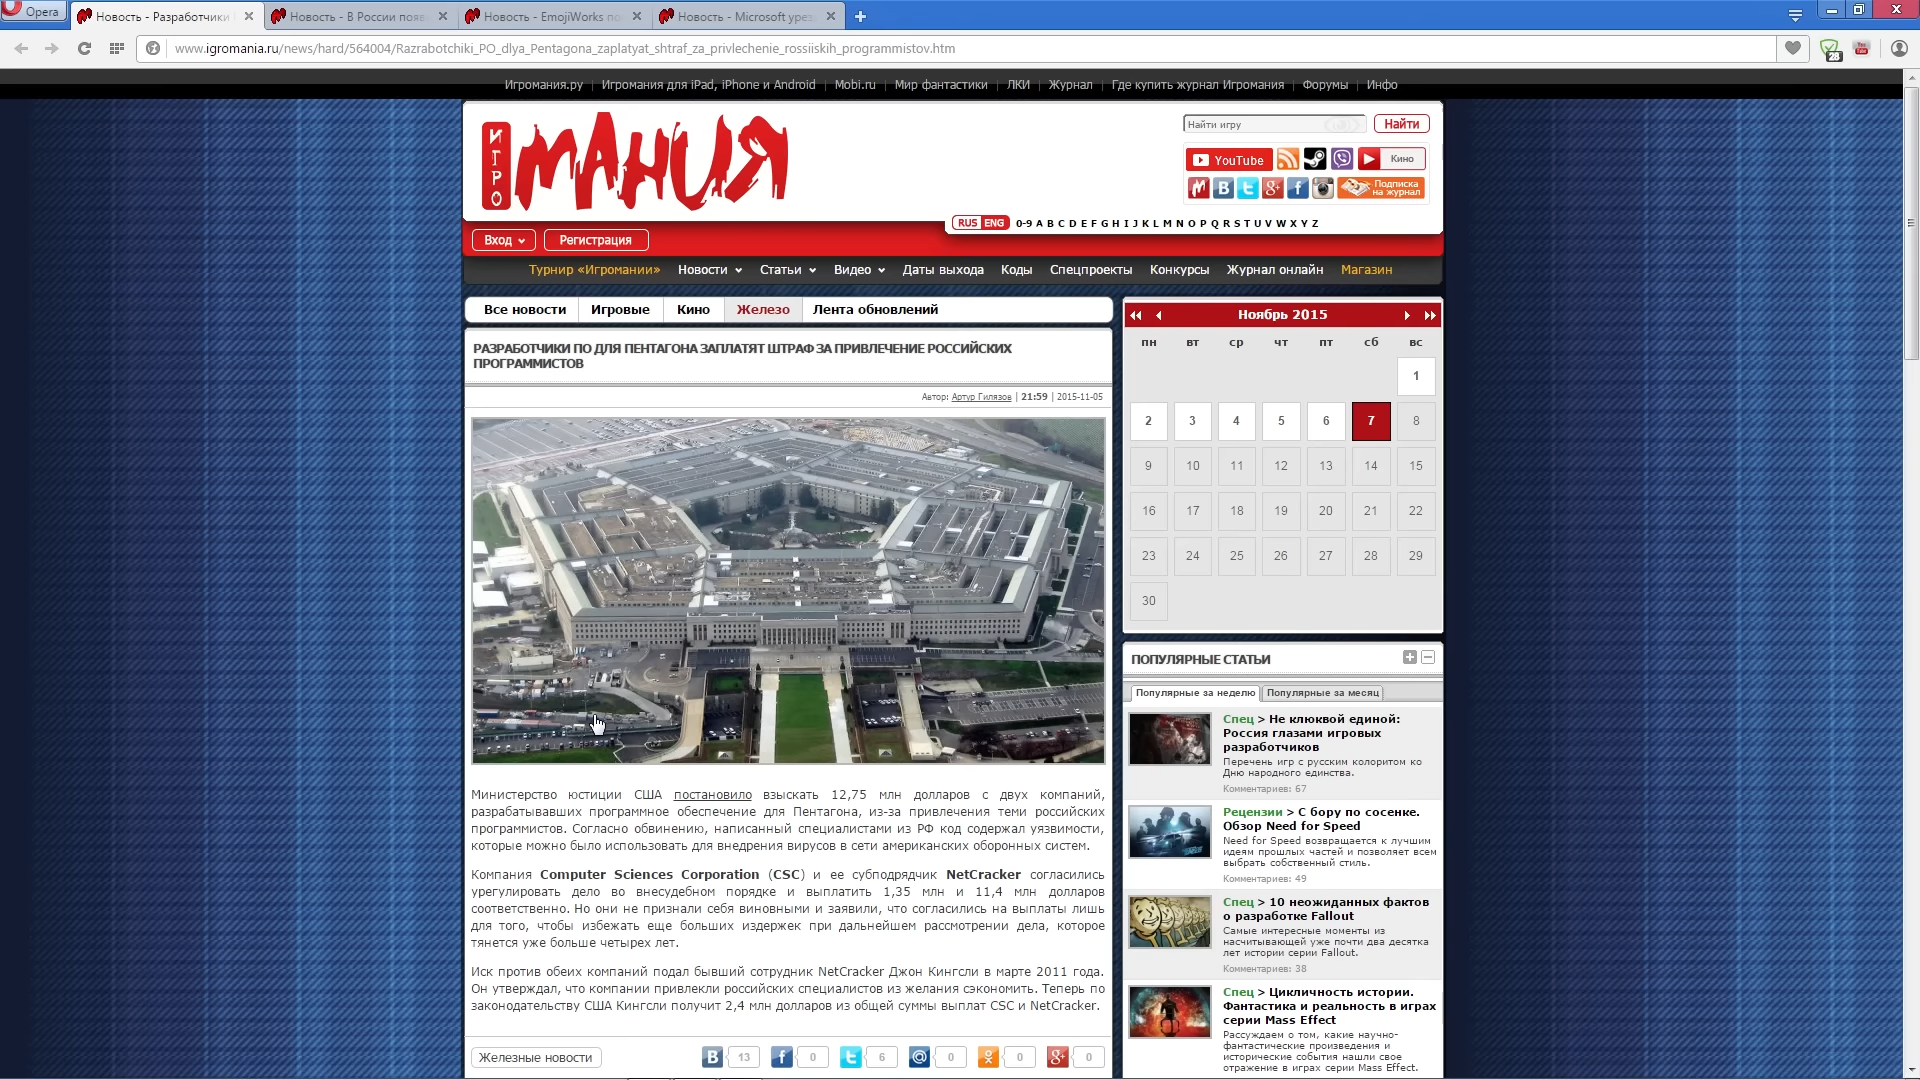 Opera
Новость - Разработчики
Новость - В России появ
Новость - EmojiWorks по
Новость - Microsoft урез
www.igromania.ru/news/hard/564004/Razrabotchiki_PO_dlya_Pentagona_zaplatyat_shtraf_za_privlechenie_rossiiskih_programmistov.htm
Игромания.ру | Игромания для iPad, iPhone и Android | Mobi.ru | Мир фантастики | ЛКИ | Журнал | Где купить журнал Игромания | Форумы | Инфо
ИГРО
МАНИЯ
Найти игру
Найти
YouTube
Кино
Подписка
на журнал
RUS ENG 0-9 A B C D E F G H I J K L M N O P Q R S T U V W X Y Z
Вход
Регистрация
Турнир «Игромании» Новости Статьи Видео Даты выхода Коды Спецпроекты Конкурсы Журнал онлайн Магазин
Все новости Игровые Кино Железо Лента обновлений
РАЗРАБОТЧИКИ ПО ДЛЯ ПЕНТАГОНА ЗАПЛАТЯТ ШТРАФ ЗА ПРИВЛЕЧЕНИЕ РОССИЙСКИХ
ПРОГРАММИСТОВ
Автор: Артур Гилязов | 21:59 | 2015-11-05
Министерство юстиции США постановило взыскать 12,75 млн долларов с двух компаний,
разрабатывавших программное обеспечение для Пентагона, из-за привлечения теми российских
программистов. Согласно обвинению, написанный специалистами из РФ код содержал уязвимости,
которые можно было использовать для внедрения вирусов в сети американских оборонных систем.
Компания Computer Sciences Corporation (CSC) и ее субподрядчик NetCracker согласились
урегулировать дело во внесудебном порядке и выплатить 1,35 млн и 11,4 млн долларов
соответственно. Но они не признали себя виновными и заявили, что согласились на выплаты лишь
для того, чтобы избежать еще больших издержек при дальнейшем рассмотрении дела, которое
тянется уже больше четырех лет.
Иск против обеих компаний подал бывший сотрудник NetCracker Джон Кингсли в марте 2011 года.
Он утверждал, что компании привлекли российских специалистов из желания сэкономить. Теперь по
законодательству США Кингсли получит 2,4 млн долларов из общей суммы выплат CSC и NetCracker.
Железные новости
13 0 6 0 0 0
Ноябрь 2015
пн вт ср чт пт сб вс
1
2 3 4 5 6 7 8
9 10 11 12 13 14 15
16 17 18 19 20 21 22
23 24 25 26 27 28 29
30
ПОПУЛЯРНЫЕ СТАТЬИ
Популярные за неделю Популярные за месяц
Спец > Не клюквой единой:
Россия глазами игровых
разработчиков
Перечень игр с русским колоритом ко
Дню народного единства.
Комментариев: 67
Рецензии > С бору по сосенке.
Обзор Need for Speed
Need for Speed возвращается к лучшим
идеям прошлых частей и позволяет всем
выбрать собственный стиль.
Комментариев: 49
Спец > 10 неожиданных фактов
о разработке Fallout
Самые интересные моменты из
насчитывающей уже почти два десятка
лет истории серии Fallout.
Комментариев: 38
Спец > Цикличность истории.
Фантастика и реальность в играх
серии Mass Effect
Рассуждаем о том, какие научно-
фантастические произведения и
исторические события нашли свое
отражение в играх серии Mass Effect.